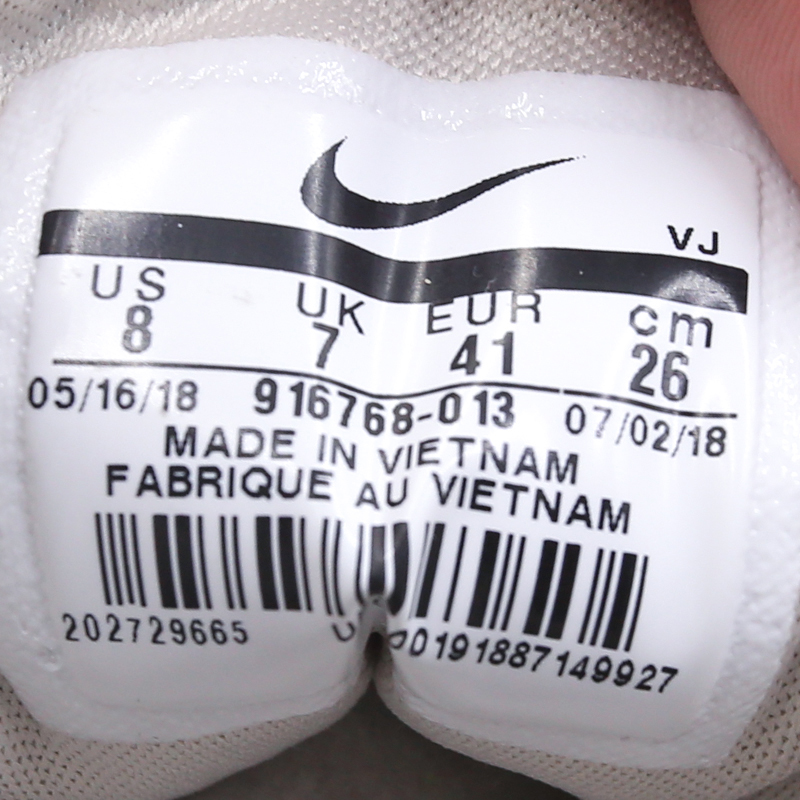 VJ
US UK EUR cm
8 7 41 26
05/16/18 916768-013 07/02/18
MADE IN VIETNAM
FABRIQUE AU VIETNAM
202729665 00191887149927